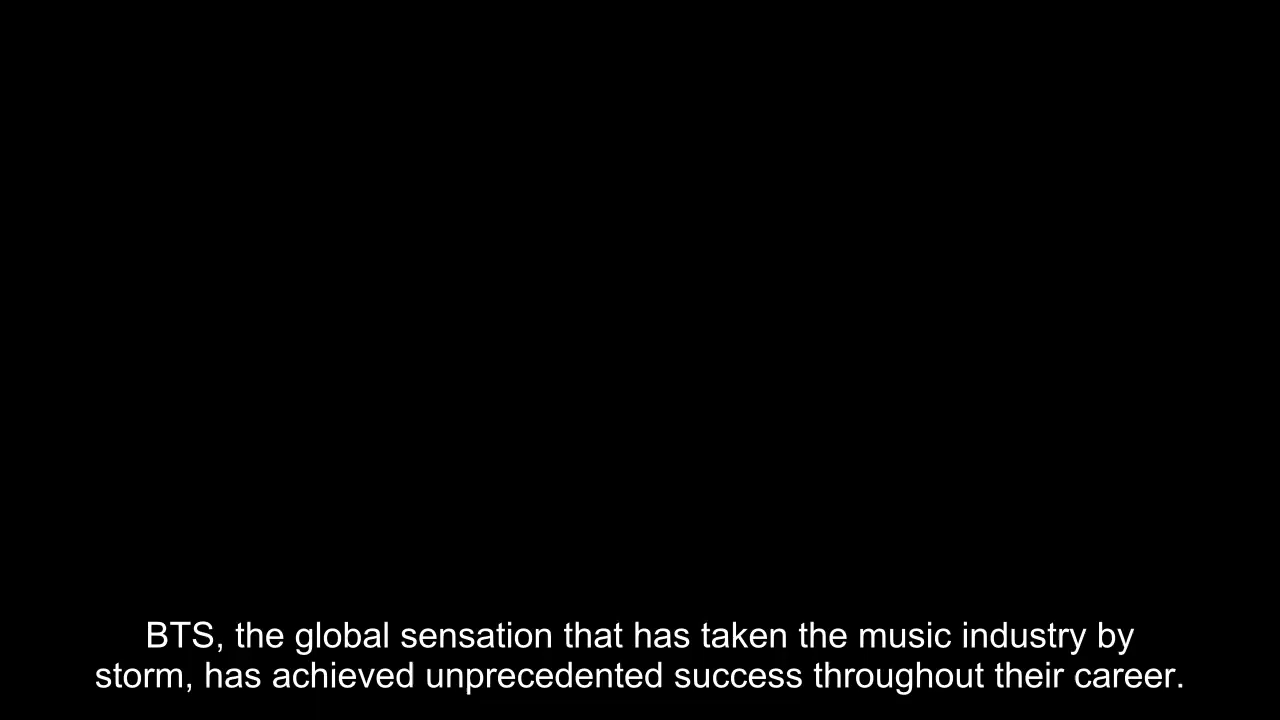 BTS, the global sensation that has taken the music industry by
storm, has achieved unprecedented success throughout their career.